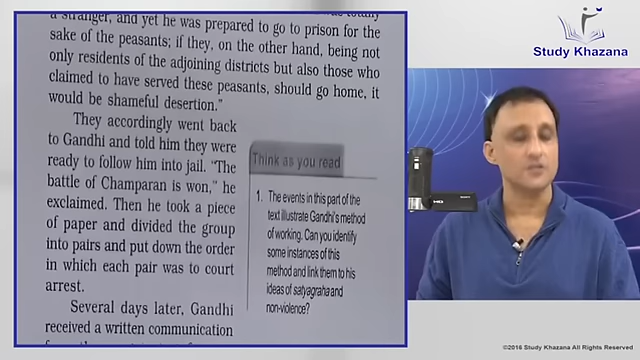 a stranger, and yet he was prepared to go to prison for the
sake of the peasants; if they, on the other hand, being not
only residents of the adjoining districts but also those who
claimed to have served these peasants, should go home, it
would be shameful desertion."
They accordingly went back
to Gandhi and told him they were
ready to follow him into jail. "The
battle of Champaran is won," he
exclaimed. Then he took a piece
of paper and divided the group
into pairs and put down the order
in which each pair was to court
arrest.
Several days later, Gandhi
received a written communication
Think as you read
1. The events in this part of the
text illustrate Gandhi's method
of working. Can you identify
some instances of this
method and link them to his
ideas of satyagraha and
non-violence?
Study Khazana
HD
©2016 Study Khazana All Rights Reserved